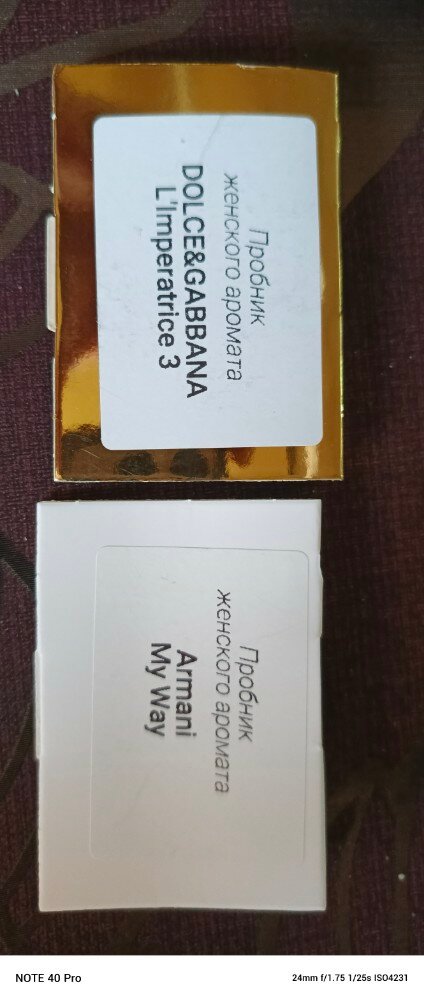 Пробник
женского аромата
DOLCE&GABBANA
L'Imperatrice 3
Пробник
женского аромата
Armani
My Way
NOTE 40 Pro
24mm f/1.75 1/25s ISO4231